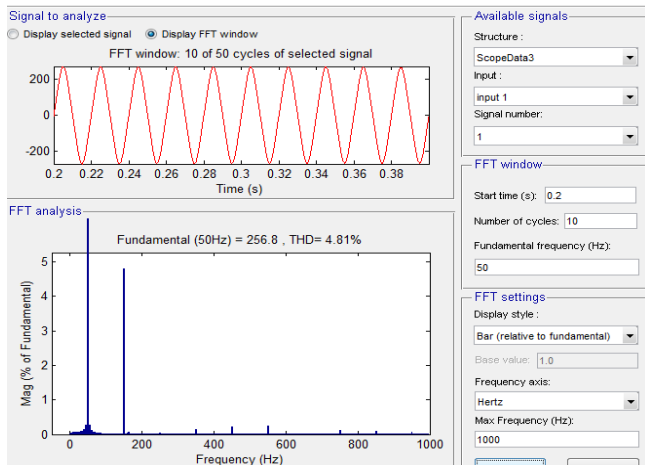 Signal to analyze
Display selected signal
Display FFT window
FFT window: 10 of 50 cycles of selected signal
200
0
-200
0.2 0.22 0.24 0.26 0.28 0.3 0.32 0.34 0.36 0.38
Time (s)
FFT analysis
Fundamental (50Hz) = 256.8 , THD= 4.81%
5
4
3
2
1
0
Mag (% of Fundamental)
0 200 400 600 800 1000
Frequency (Hz)
Available signals
Structure :
ScopeData3
Input :
input 1
Signal number:
1
FFT window
Start time (s): 0.2
Number of cycles: 10
Fundamental frequency (Hz):
50
FFT settings
Display style :
Bar (relative to fundamental)
Base value: 1.0
Frequency axis:
Hertz
Max Frequency (Hz):
1000